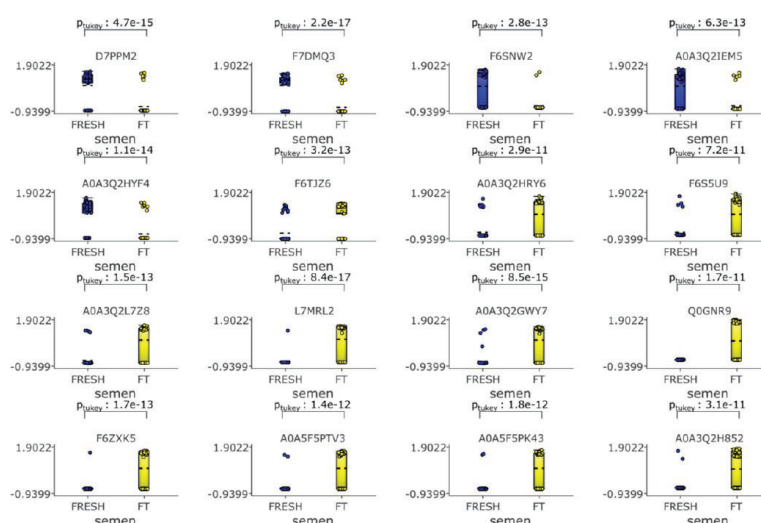 Ptukey : 4.7e-15 Ptukey : 2.2e-17 Ptukey : 2.8e-13 Ptukey : 6.3e-13
D7PPM2 F7DMQ3 F6SNW2 A0A3Q2IEM5
1.9022 1.9022 1.9022 1.9022
-0.9399 -0.9399 -0.9399 -0.9399
FRESH FT FRESH FT FRESH FT FRESH FT
semen semen semen semen
Ptukey : 1.1e-14 Ptukey : 3.2e-13 Ptukey : 2.9e-11 Ptukey : 7.2e-11
A0A3Q2HYF4 F6TJZ6 A0A3Q2HRY6 F6S5U9
1.9022 1.9022 1.9022 1.9022
-0.9399 -0.9399 -0.9399 -0.9399
FRESH FT FRESH FT FRESH FT FRESH FT
semen semen semen semen
Ptukey : 1.5e-13 Ptukey : 8.4e-17 Ptukey : 8.5e-15 Ptukey : 1.7e-11
A0A3Q2L7Z8 L7MRL2 A0A3Q2GWY7 Q0GNR9
1.9022 1.9022 1.9022 1.9022
-0.9399 -0.9399 -0.9399 -0.9399
FRESH FT FRESH FT FRESH FT FRESH FT
semen semen semen semen
Ptukey : 1.7e-13 Ptukey : 1.4e-12 Ptukey : 1.8e-12 Ptukey : 3.1e-11
F6ZXK5 A0A5F5PTV3 A0A5F5PK43 A0A3Q2H852
1.9022 1.9022 1.9022 1.9022
-0.9399 -0.9399 -0.9399 -0.9399
FRESH FT FRESH FT FRESH FT FRESH FT
semen semen semen semen